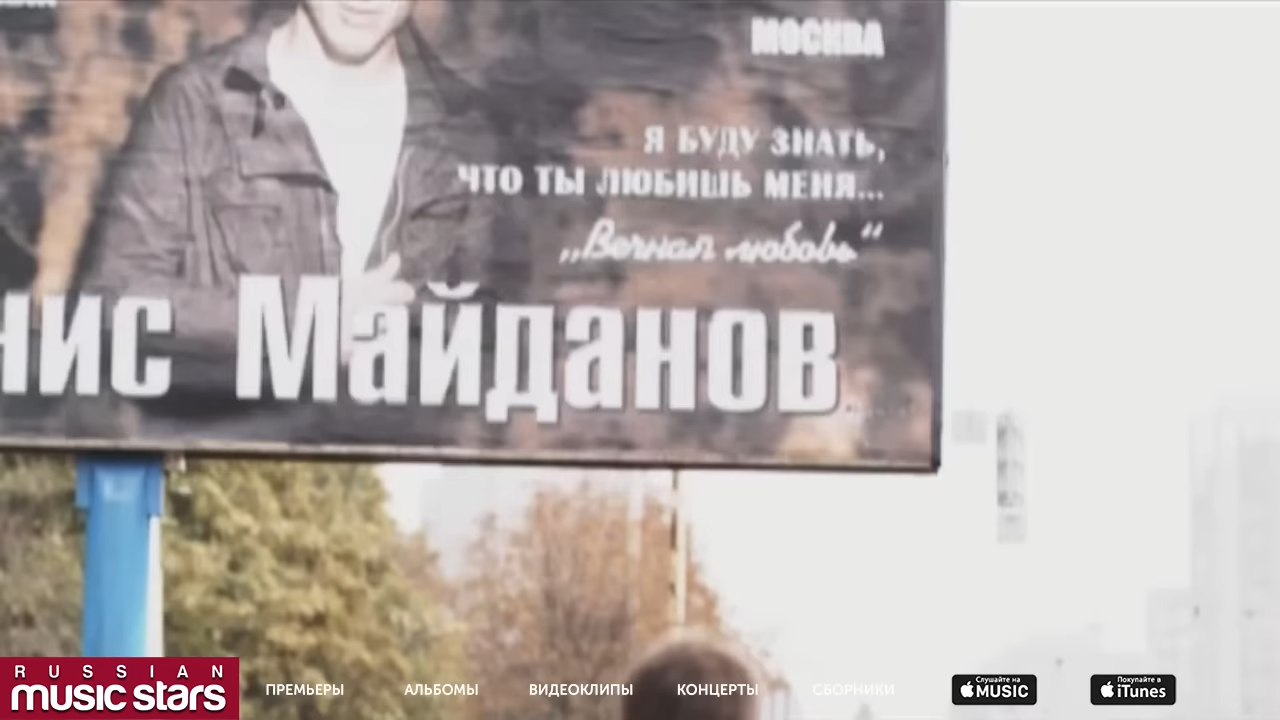 МОСКВА
Я БУДУ ЗНАТЬ,
ЧТО ТЫ ЛЮБИШЬ МЕНЯ...
„Вечная любовь“
нис Майданов
RUSSIAN
music stars
ПРЕМЬЕРЫ АЛЬБОМЫ ВИДЕОКЛИПЫ КОНЦЕРТЫ СБОРНИКИ
Слушайте на
MUSIC
Покупайте в
iTunes